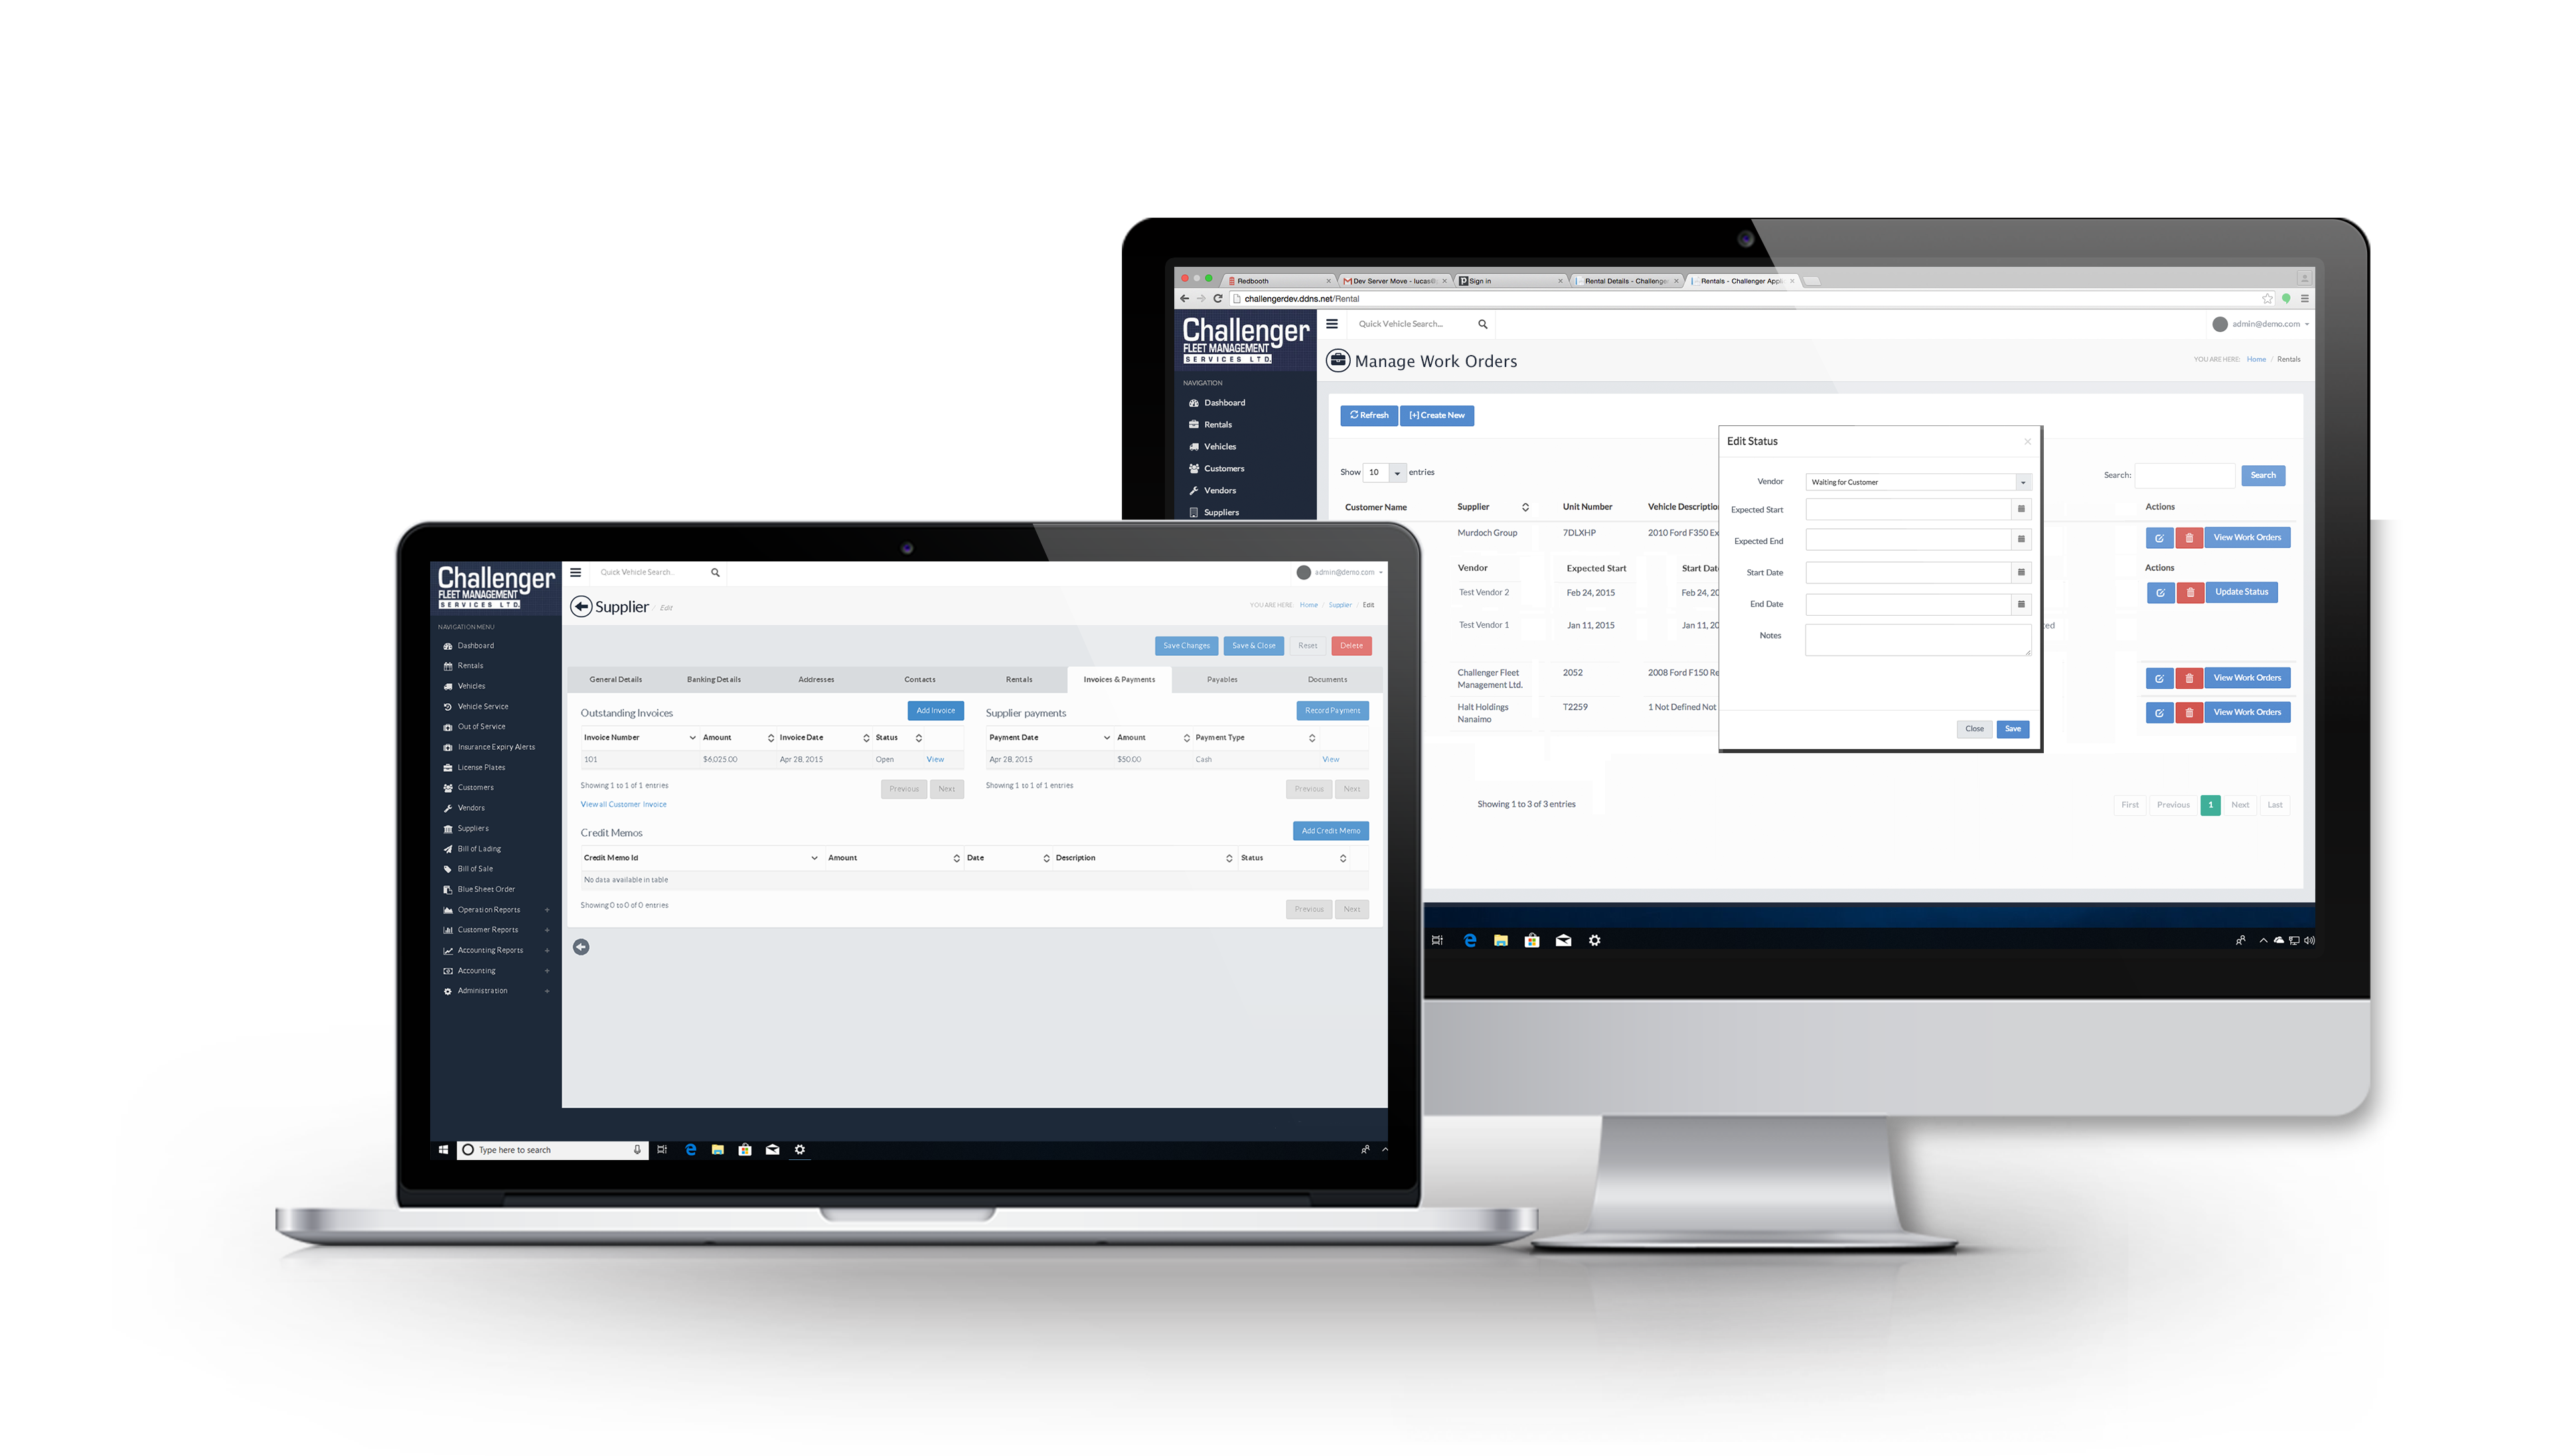 Redbooth
Dev Server Move - lucas@
Sign in
Rental Details - Challenger
Rentals - Challenger Appl
challengerdev.ddns.net/Rental
Challenger
FLEET MANAGEMENT
SERVICES LTD.
Quick Vehicle Search...
admin@demo.com
Manage Work Orders
YOU ARE HERE: Home / Rentals
NAVIGATION
Dashboard
Rentals
Vehicles
Customers
Vendors
Suppliers
Refresh
[+] Create New
Show 10 entries
Search:
Search
Customer Name Supplier Unit Number Vehicle Descriptio Actions
Murdoch Group 7DLXHP 2010 Ford F350 Ex View Work Orders
Vendor Expected Start Start Dat Actions
Test Vendor 2 Feb 24, 2015 Feb 24, 20 Update Status
Test Vendor 1 Jan 11, 2015 Jan 11, 20 ed
Challenger Fleet 2052 2008 Ford F150 Re View Work Orders
Management Ltd.
Halt Holdings T2259 1 Not Defined Not View Work Orders
Nanaimo
Showing 1 to 3 of 3 entries
First Previous 1 Next Last
Edit Status
Vendor Waiting for Customer
Expected Start
Expected End
Start Date
End Date
Notes
Close Save
Challenger
FLEET MANAGEMENT
SERVICES LTD.
Quick Vehicle Search..
admin@demo.com
Supplier / Edit
YOU ARE HERE: Home / Supplier / Edit
NAVIGATION MENU
Dashboard
Rentals
Vehicles
Vehicle Service
Out of Service
Insurance Expiry Alerts
License Plates
Customers
Vendors
Suppliers
Bill of Lading
Bill of Sale
Blue Sheet Order
Operation Reports +
Customer Reports +
Accounting Reports +
Accounting +
Administration +
Save Changes Save & Close Reset Delete
General Details Banking Details Addresses Contacts Rentals Invoices & Payments Payables Documents
Outstanding Invoices
Add Invoice
Invoice Number Amount Invoice Date Status
101 $6,025.00 Apr 28, 2015 Open View
Showing 1 to 1 of 1 entries
Previous Next
View all Customer Invoice
Supplier payments
Record Payment
Payment Date Amount Payment Type
Apr 28, 2015 $50.00 Cash View
Showing 1 to 1 of 1 entries
Previous Next
Credit Memos
Add Credit Memo
Credit Memo Id Amount Date Description Status
No data available in table
Showing 0 to 0 of 0 entries
Previous Next
Type here to search